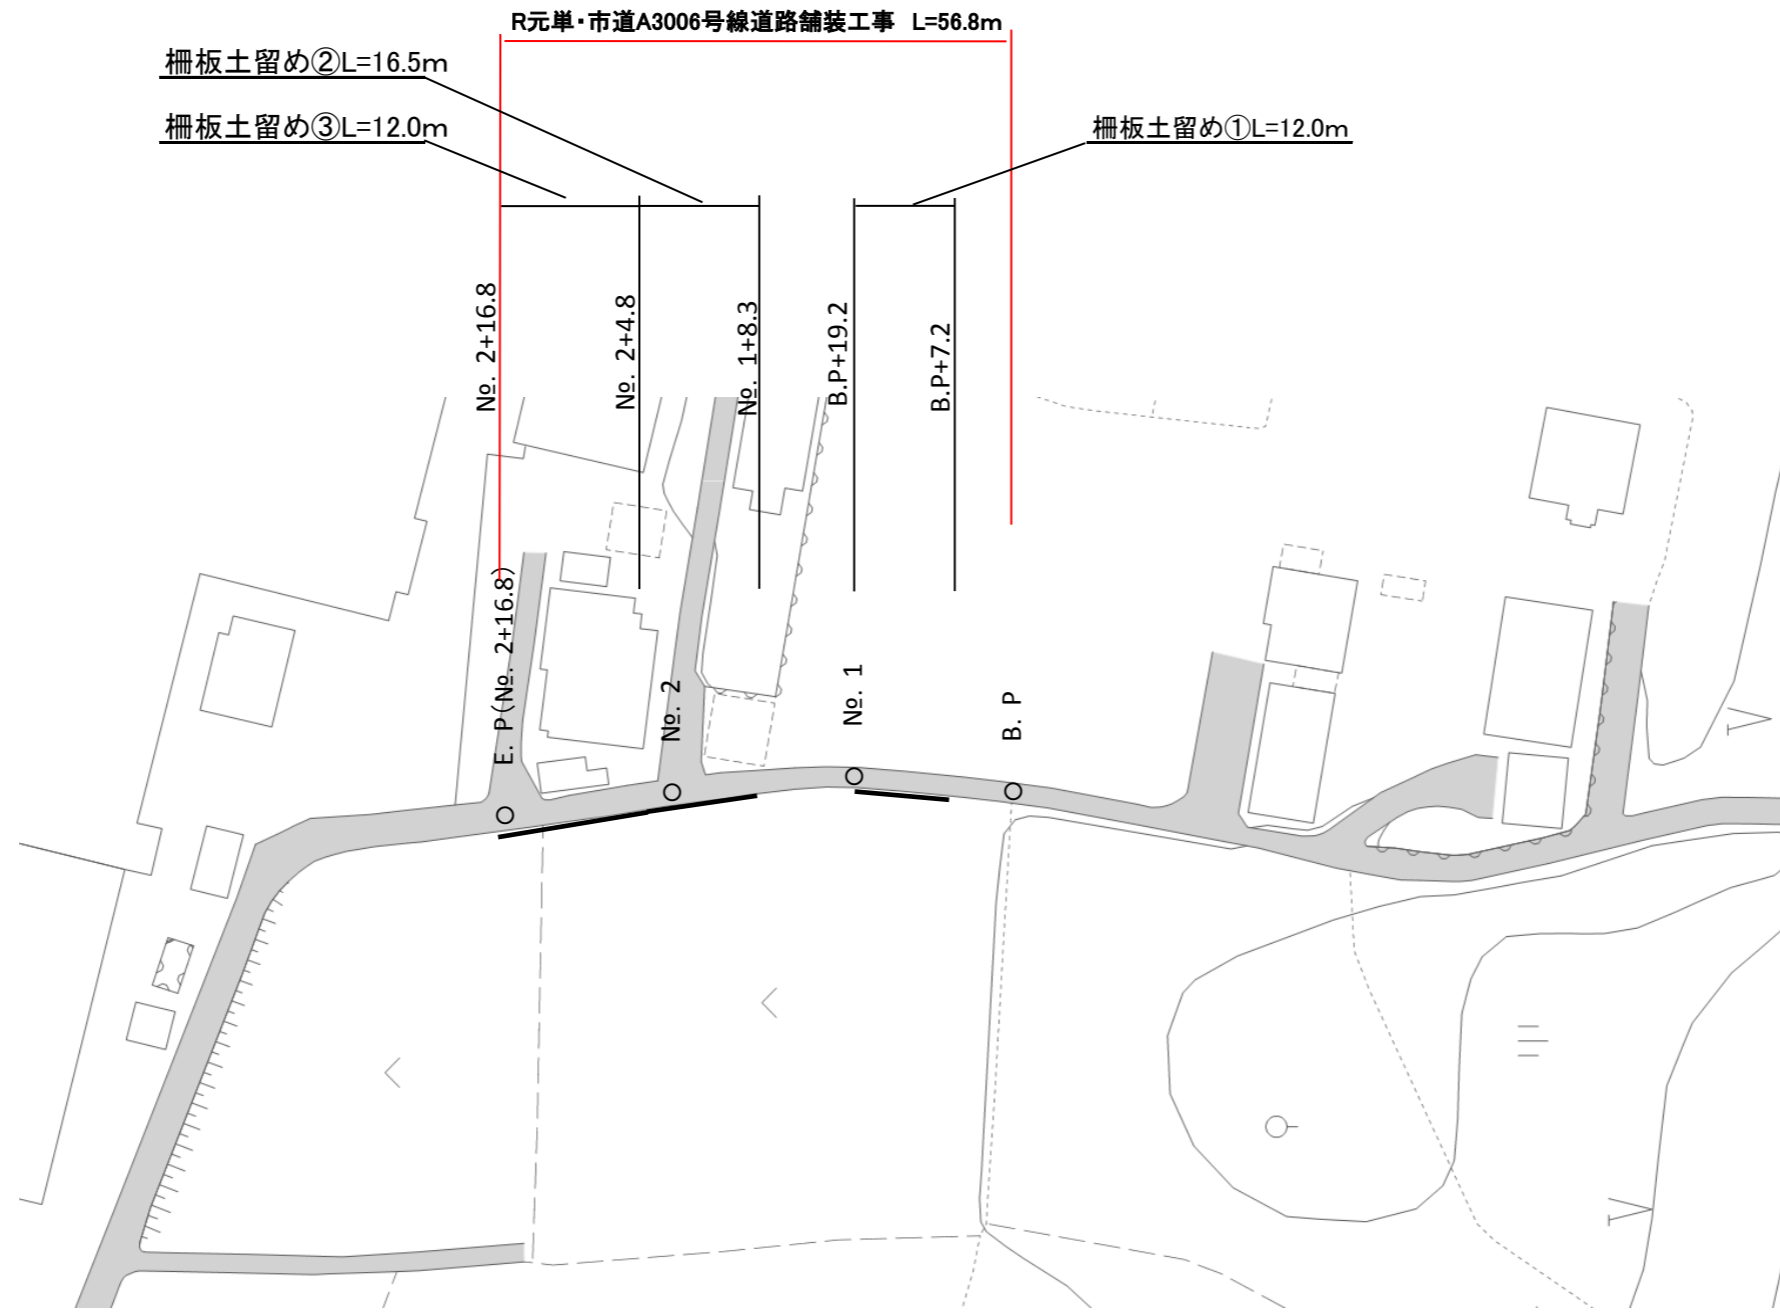 R元単・市道A3006号線道路舗装工事 L=56.8m
柵板土留め②L=16.5m
柵板土留め③L=12.0m
柵板土留め①L=12.0m
№. 2+16.8
№. 2+4.8
№. 1+8.3
B.P+19.2
B.P+7.2
E. P(№. 2+16.8)
№. 2
№. 1
B. P